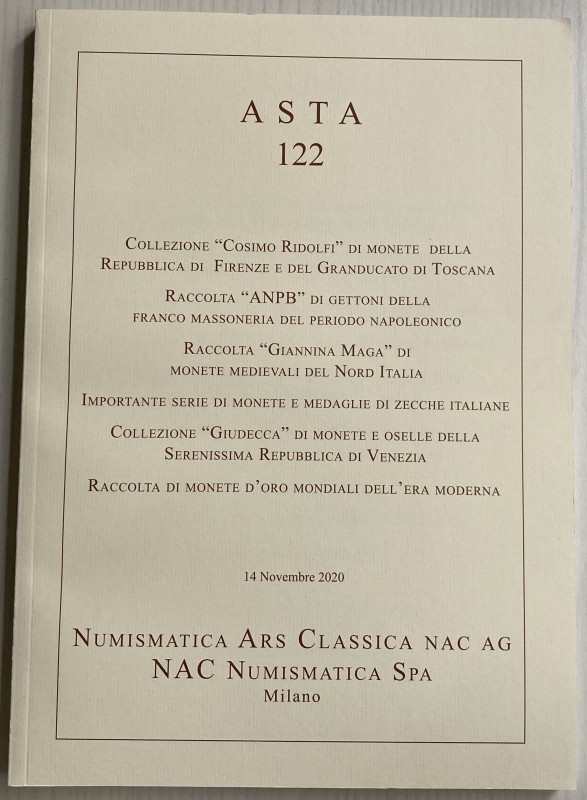 ASTA
122
COLLEZIONE “COSIMO RIDOLFI” DI MONETE DELLA
REPUBBLICA DI FIRENZE E DEL GRANDUCATO DI TOSCANA
RACCOLTA “ANPB” DI GETTONI DELLA
FRANCO MASSONERIA DEL PERIODO NAPOLEONICO
RACCOLTA “GIANNINA MAGA” DI
MONETE MEDIEVALI DEL NORD ITALIA
IMPORTANTE SERIE DI MONETE E MEDAGLIE DI ZECCHE ITALIANE
COLLEZIONE “GIUDECCA” DI MONETE E OSELLE DELLA
SERENISSIMA REPUBBLICA DI VENEZIA
RACCOLTA DI MONETE D’ORO MONDIALI DELL’ERA MODERNA
14 Novembre 2020
NUMISMATICA ARS CLASSICA NAC AG
NAC NUMISMATICA SPA
Milano